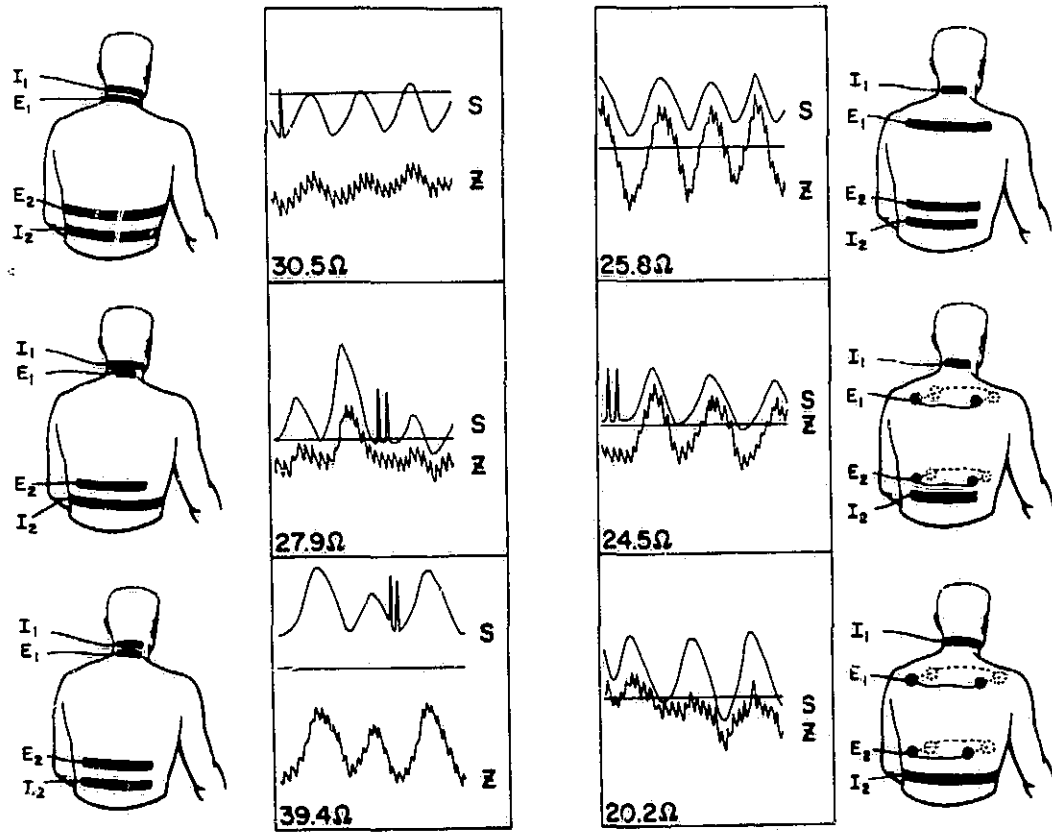 I₁
E₁
E₂
I₂
S
Z
30.5Ω
S
Z
25.8Ω
I₁
E₁
E₂
I₂
I₁
E₁
E₂
I₂
S
Z
27.9Ω
S
Z
24.5Ω
I₁
E₁
E₂
I₂
I₁
E₁
E₂
I₂
S
Z
39.4Ω
S
Z
20.2Ω
I₁
E₁
E₂
I₂